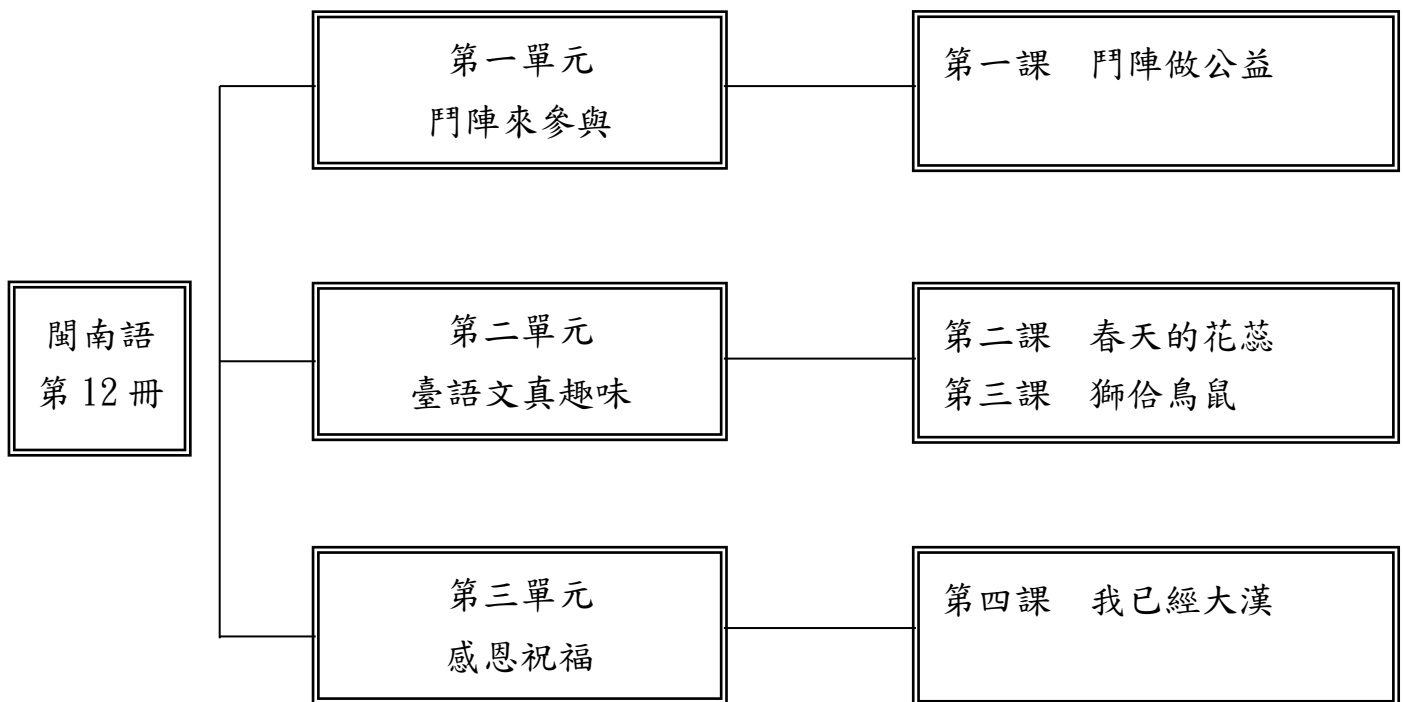 閩南語
第 12 冊
第一單元
鬥陣來參與
第一課　鬥陣做公益
第二單元
臺語文真趣味
第二課　春天的花蕊
第三課　獅佮鳥鼠
第三單元
感恩祝福
第四課　我已經大漢